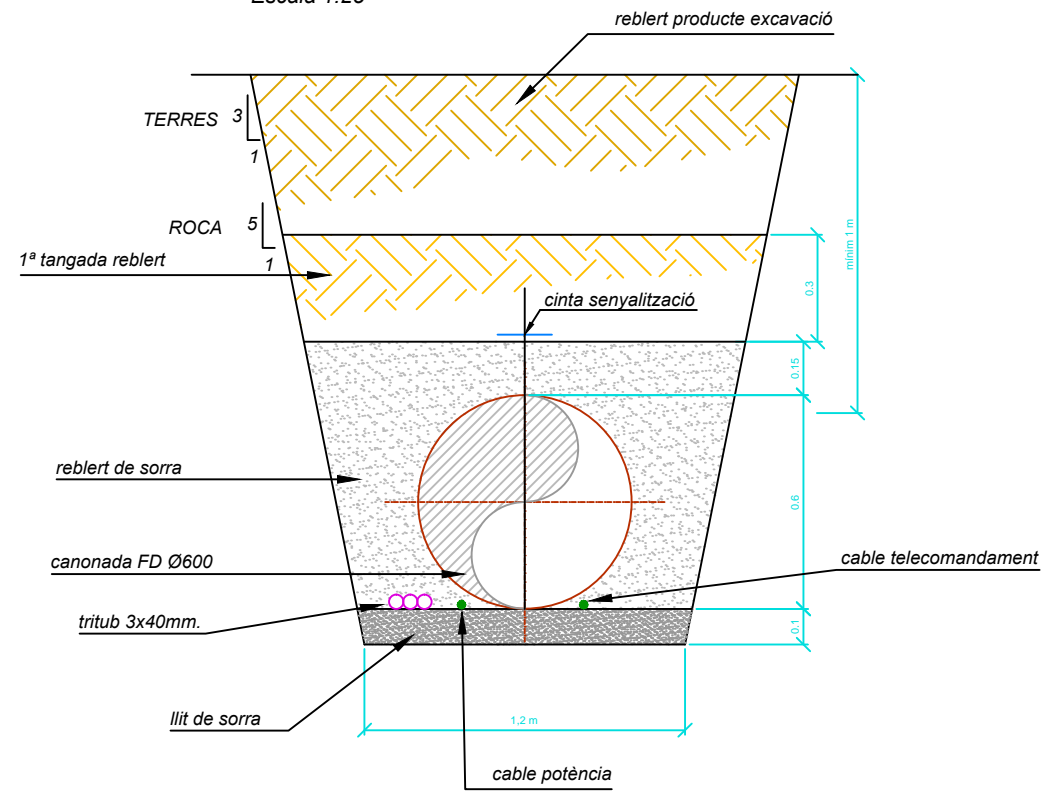 reblert producte excavació
TERRES 3
1
ROCA 5
1
1ª tangada reblert
mínim 1 m
0.3
cinta senyalització
0.15
reblert de sorra
0.6
canonada FD Ø600
cable telecomandament
tritub 3x40mm.
0.1
llit de sorra
1,2 m
cable potència